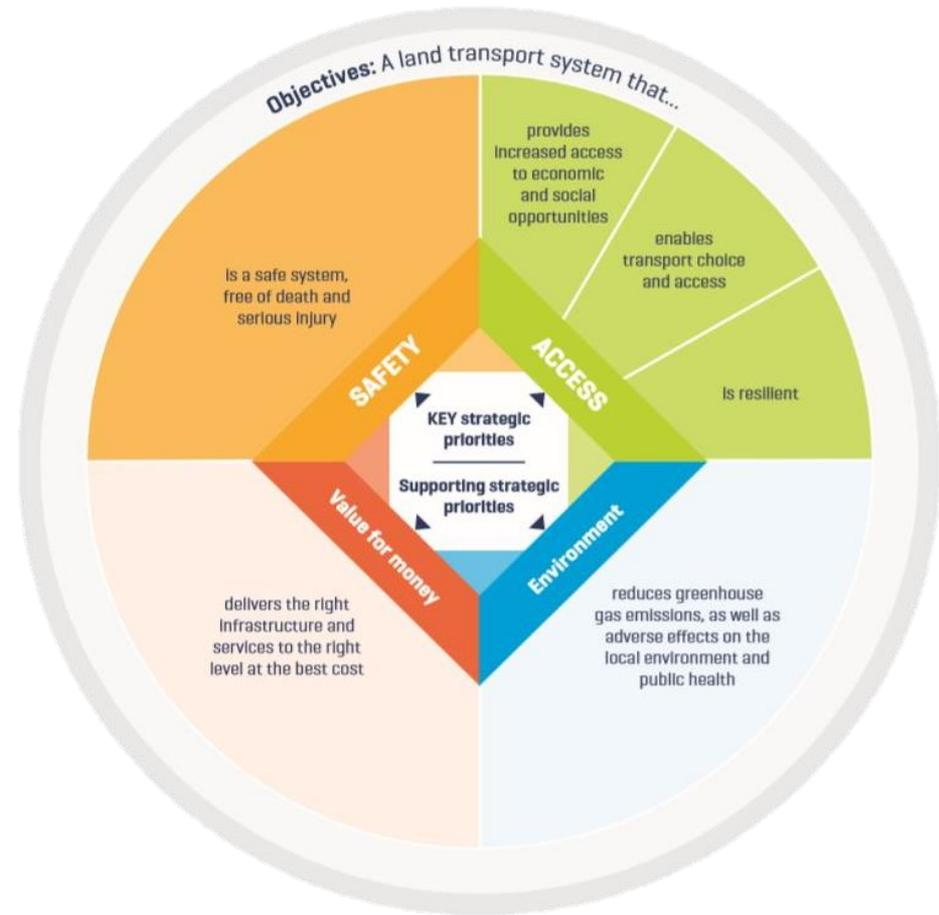 Objectives: A land transport system that...
provides
increased access
to economic
and social
opportunities
enables
transport choice
and access
is resilient
is a safe system,
free of death and
serious injury
SAFETY
ACCESS
KEY strategic
priorities
Supporting strategic
priorities
Value for money
Environment
delivers the right
infrastructure and
services to the right
level at the best cost
reduces greenhouse
gas emissions, as well as
adverse effects on the
local environment and
public health